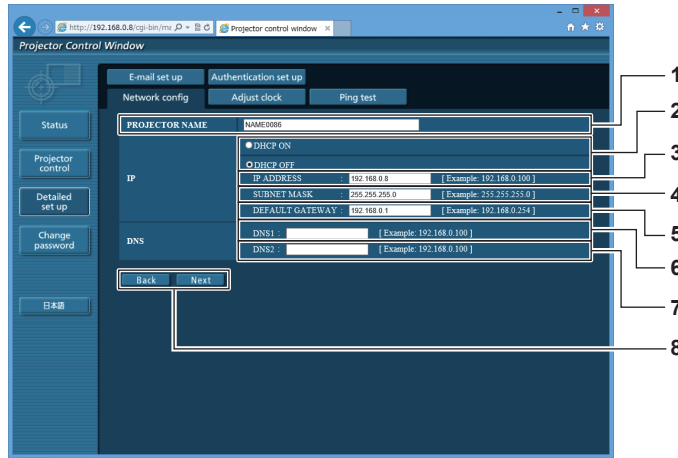 http://192.168.0.8/cgi-bin/ma
Projector control window
Projector Control Window
E-mail set up
Authentication set up
Network config
Adjust clock
Ping test
Status
Projector control
Detailed set up
Change password
日本語
PROJECTOR NAME
NAME0086
IP
DHCP ON
DHCP OFF
IP ADDRESS : 192.168.0.8 [ Example: 192.168.0.100 ]
SUBNET MASK : 255.255.255.0 [ Example: 255.255.255.0 ]
DEFAULT GATEWAY : 192.168.0.1 [ Example: 192.168.0.254 ]
DNS
DNS1 : [ Example: 192.168.0.100 ]
DNS2 : [ Example: 192.168.0.100 ]
Back Next
1
2
3
4
5
6
7
8